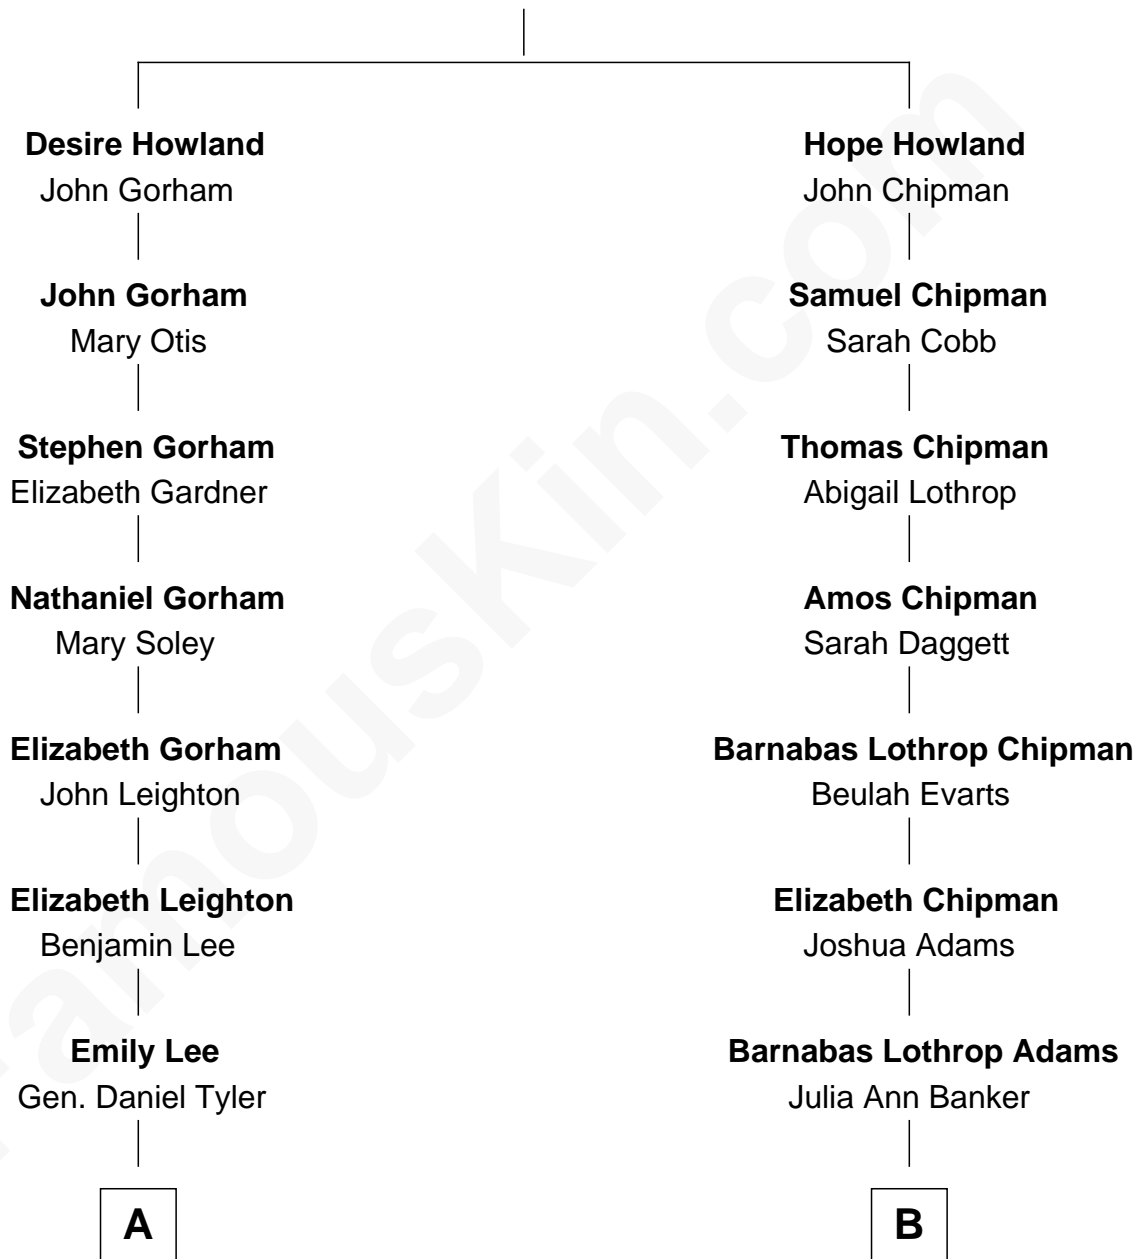 Desire Howland
John Gorham
John Gorham
Mary Otis
Stephen Gorham
Elizabeth Gardner
Nathaniel Gorham
Mary Soley
Elizabeth Gorham
John Leighton
Elizabeth Leighton
Benjamin Lee
Emily Lee
Gen. Daniel Tyler
A
Hope Howland
John Chipman
Samuel Chipman
Sarah Cobb
Thomas Chipman
Abigail Lothrop
Amos Chipman
Sarah Daggett
Barnabas Lothrop Chipman
Beulah Evarts
Elizabeth Chipman
Joshua Adams
Barnabas Lothrop Adams
Julia Ann Banker
B
FamousKin.com